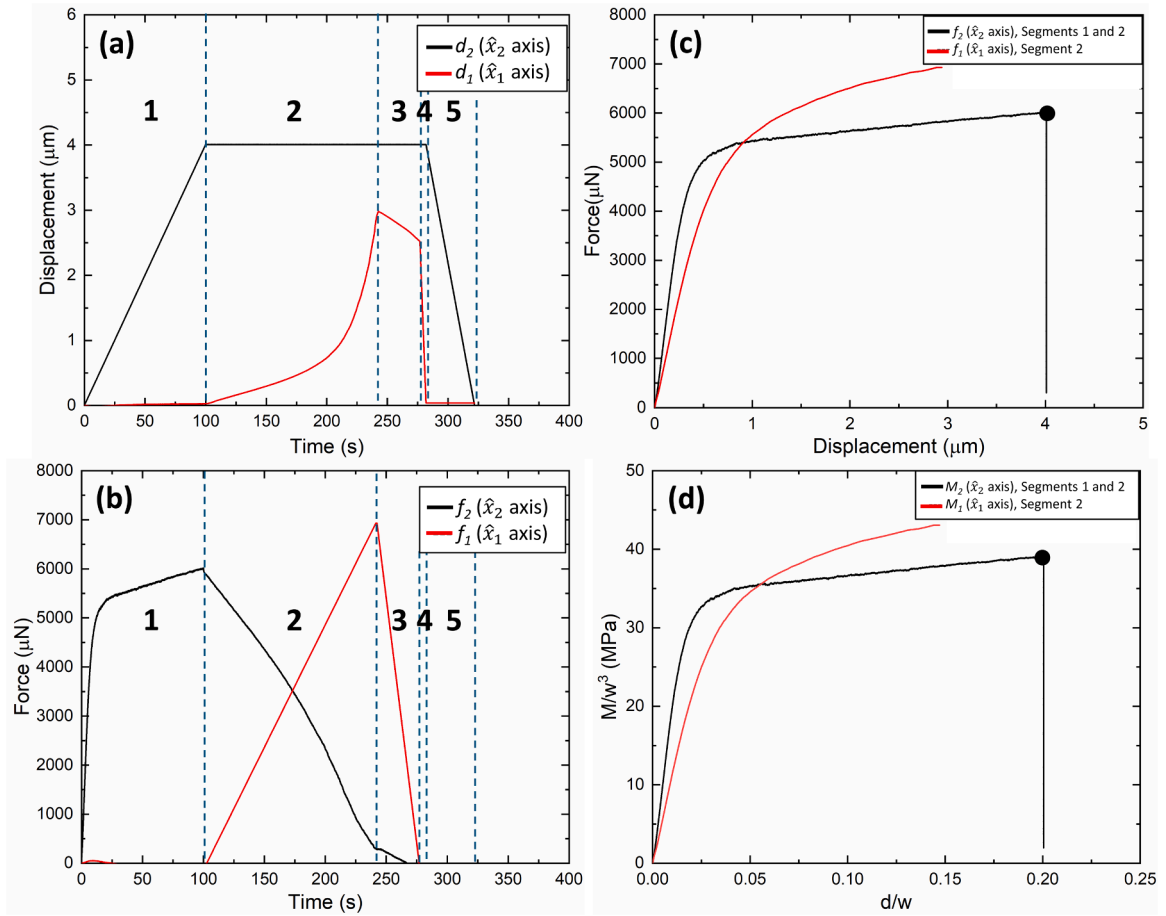 (a)
d2 (x̂2 axis)
d1 (x̂1 axis)
1 2 3 4 5
Displacement (μm)
6
5
4
3
2
1
0
0 50 100 150 200 250 300 350 400
Time (s)
(c)
f2 (x̂2 axis), Segments 1 and 2
f1 (x̂1 axis), Segment 2
Force(μN)
8000
7000
6000
5000
4000
3000
2000
1000
0
0 1 2 3 4 5
Displacement (μm)
(b)
f2 (x̂2 axis)
f1 (x̂1 axis)
1 2 3 4 5
Force (μN)
8000
7000
6000
5000
4000
3000
2000
1000
0
0 50 100 150 200 250 300 350 400
Time (s)
(d)
M2 (x̂2 axis), Segments 1 and 2
M1 (x̂1 axis), Segment 2
M/w³ (MPa)
50
40
30
20
10
0
0.00 0.05 0.10 0.15 0.20 0.25
d/w